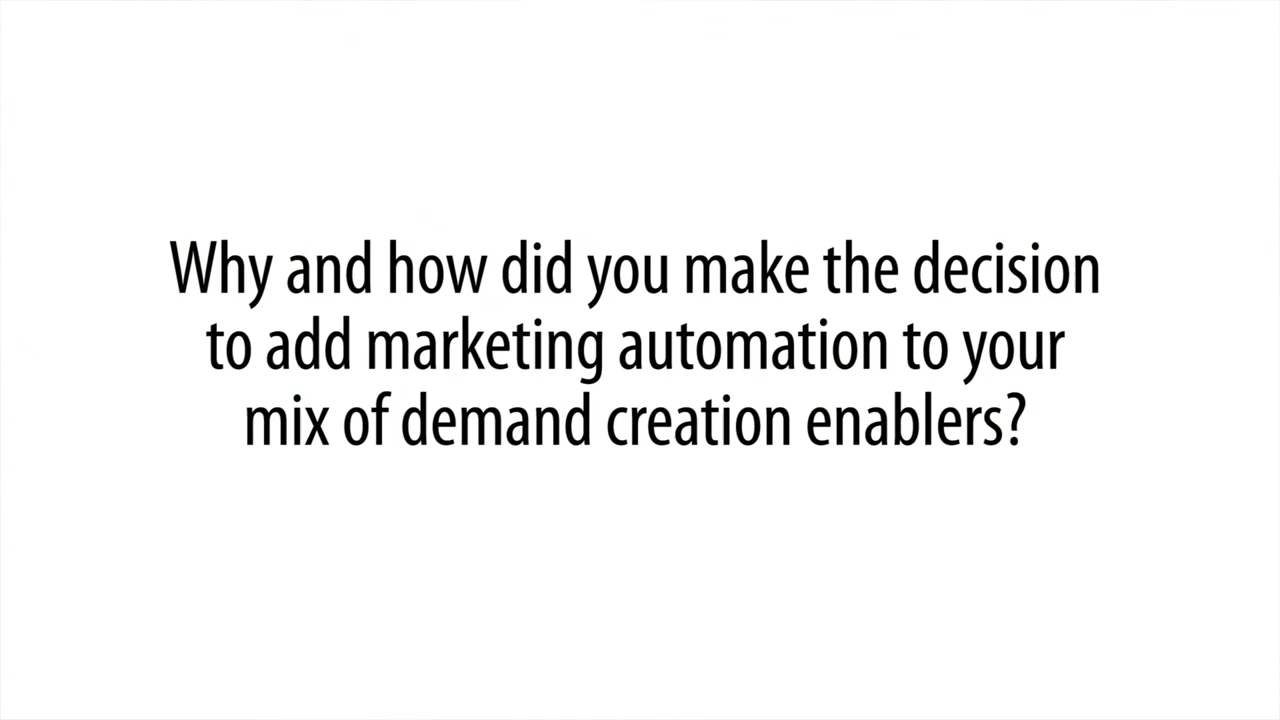 Why and how did you make the decision
to add marketing automation to your
mix of demand creation enablers?